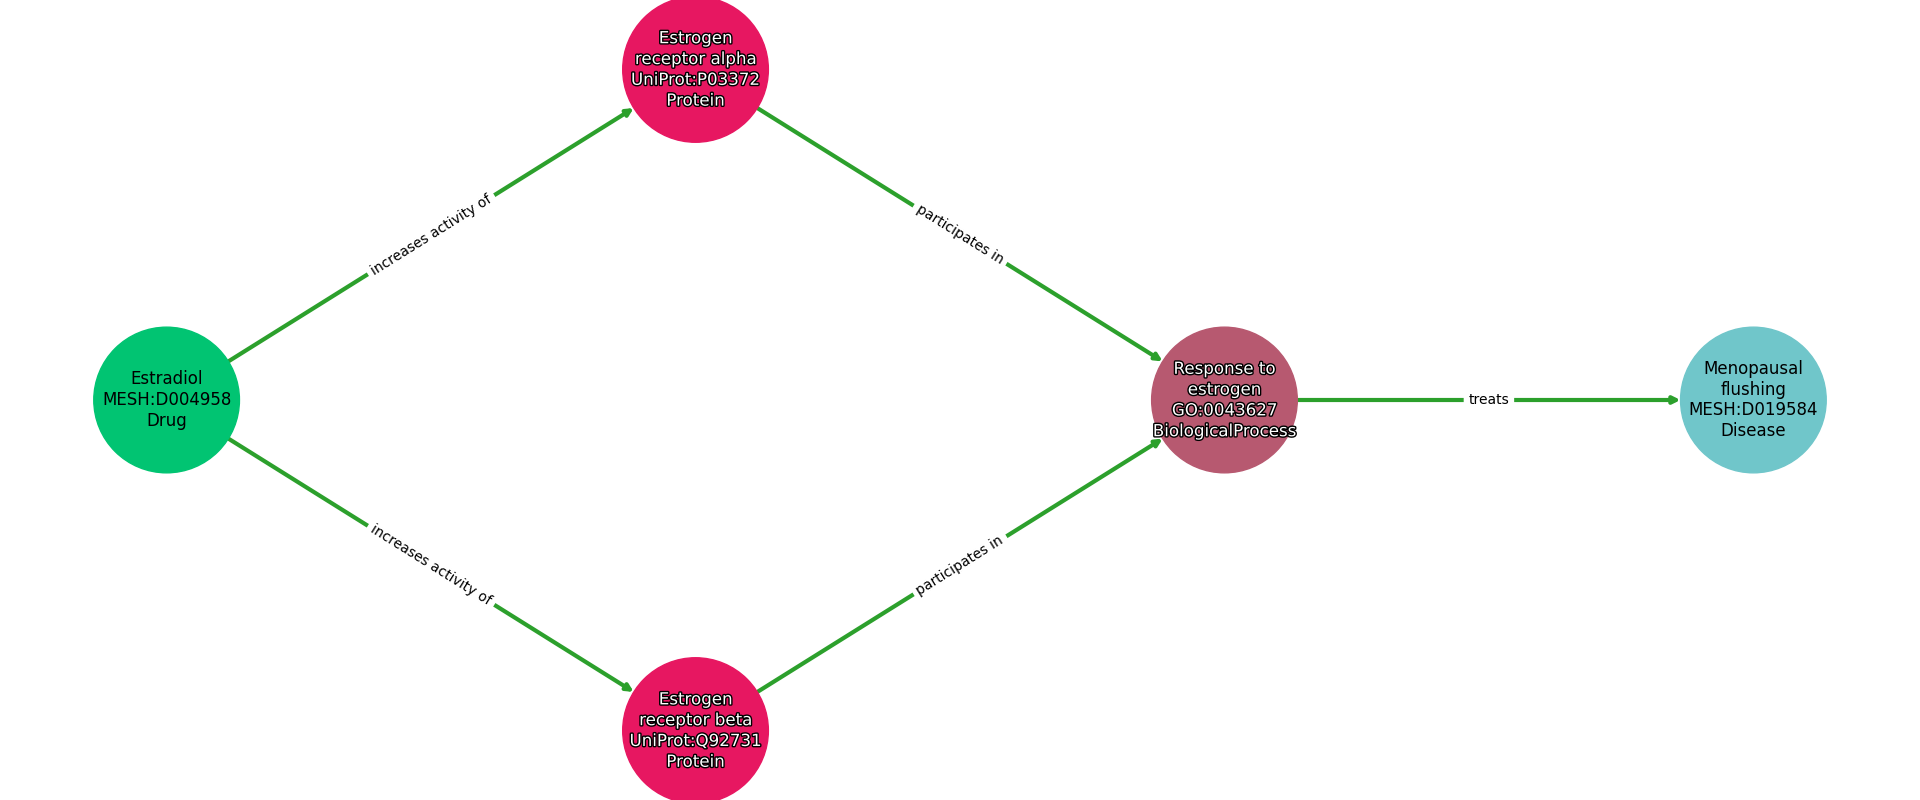 Estrogen
receptor alpha
UniProt:P03372
Protein
increases activity of
participates in
Estradiol
MESH:D004958
Drug
Response to
estrogen
GO:0043627
BiologicalProcess
treats
Menopausal
flushing
MESH:D019584
Disease
increases activity of
participates in
Estrogen
receptor beta
UniProt:Q92731
Protein